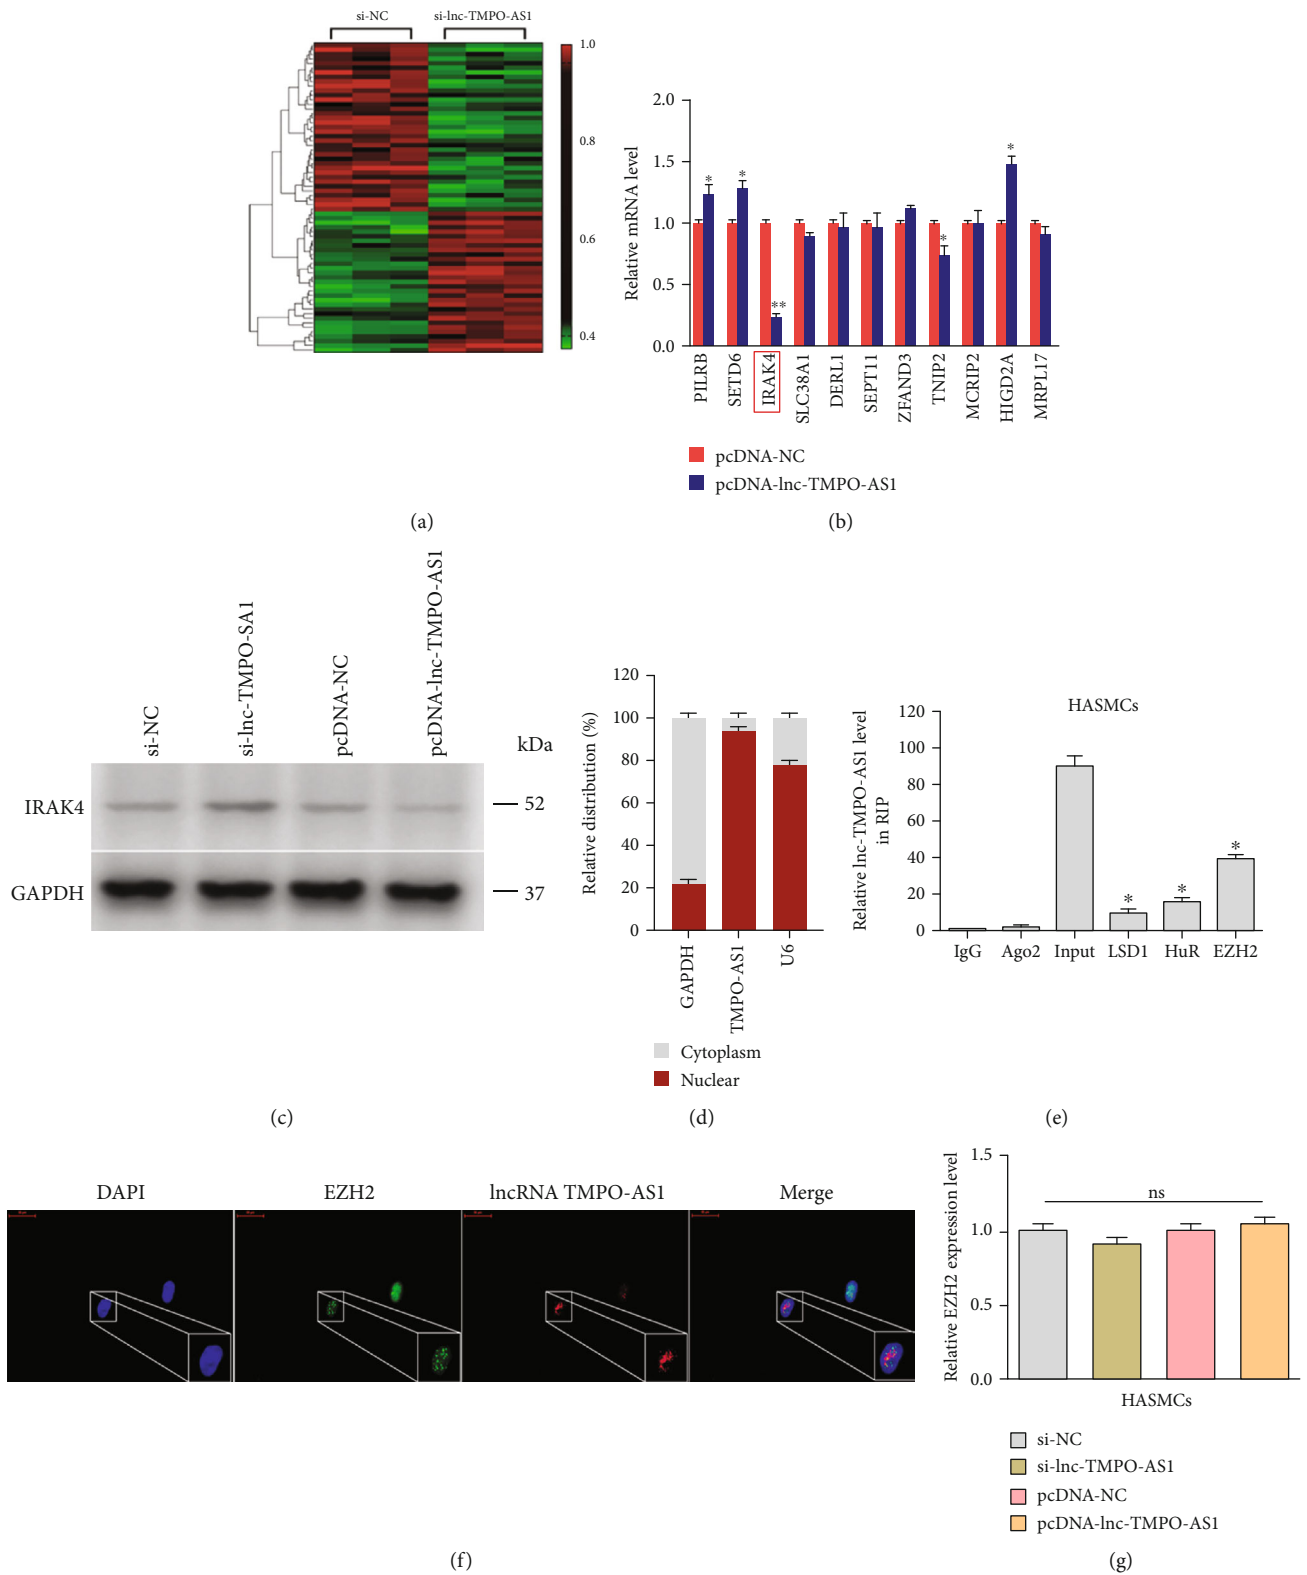 si-NC
si-lnc-TMPO-AS1
1.0
0.8
0.6
0.4
(a)
Relative mRNA level
2.0
1.5
1.0
0.5
0.0
*
*
**
*
*
PILRB
SETD6
IRAK4
SLC38A1
DERL1
SEPT11
ZFAND3
TNIP2
MCRIP2
HIGD2A
MRPL17
pcDNA-NC
pcDNA-lnc-TMPO-AS1
(b)
si-NC
si-lnc-TMPO-SA1
pcDNA-NC
pcDNA-lnc-TMPO-AS1
kDa
IRAK4
52
GAPDH
37
(c)
Relative distribution (%)
120
100
80
60
40
20
0
GAPDH
TMPO-AS1
U6
Cytoplasm
Nuclear
(d)
HASMCs
Relative lnc-TMPO-AS1 level
in RIP
120
100
80
60
40
20
0
*
*
*
IgG
Ago2
Input
LSD1
HuR
EZH2
(e)
DAPI
EZH2
lncRNA TMPO-AS1
Merge
(f)
Relative EZH2 expression level
1.5
1.0
0.5
0.0
ns
HASMCs
si-NC
si-lnc-TMPO-AS1
pcDNA-NC
pcDNA-lnc-TMPO-AS1
(g)